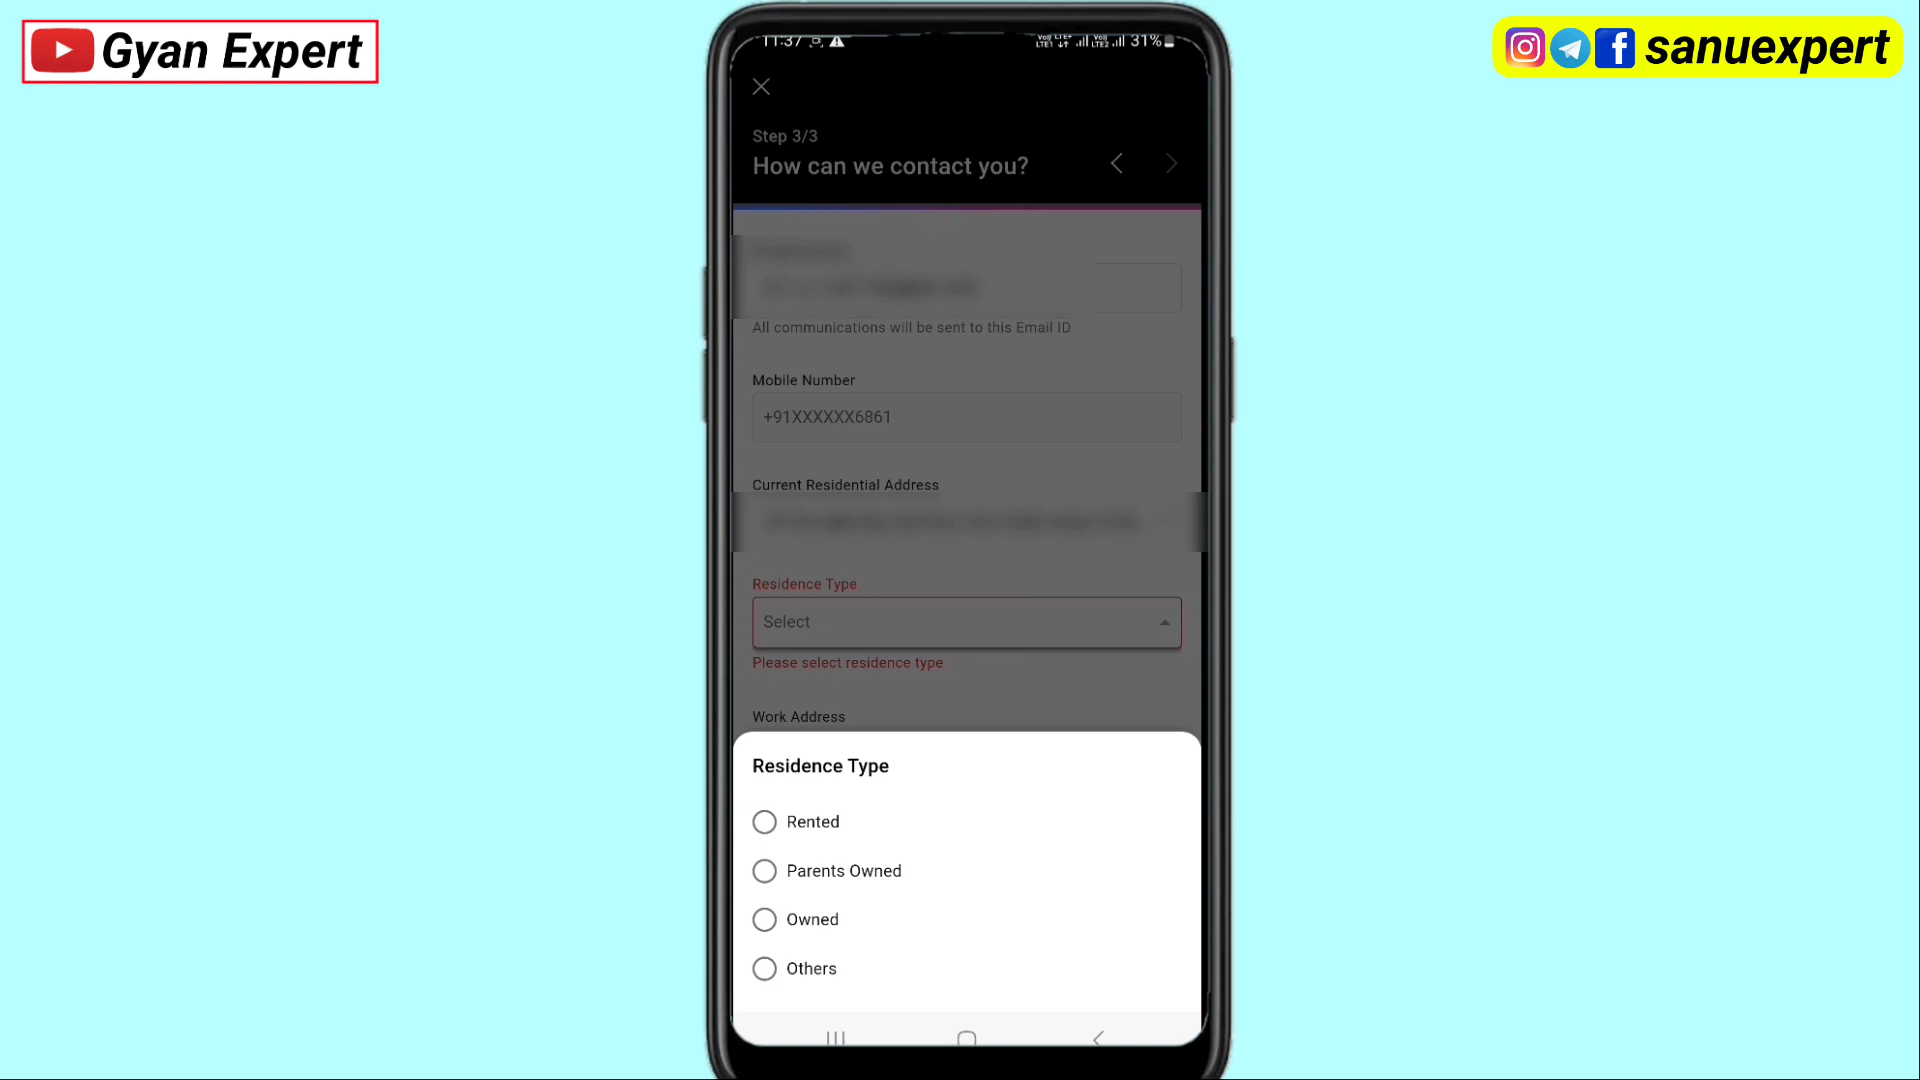 Gyan Expert
sanuexpert
11:37
31%
Step 3/3
How can we contact you?
All communications will be sent to this Email ID
Mobile Number
+91XXXXXX6861
Current Residential Address
Residence Type
Select
Please select residence type
Work Address
Residence Type
Rented
Parents Owned
Owned
Others